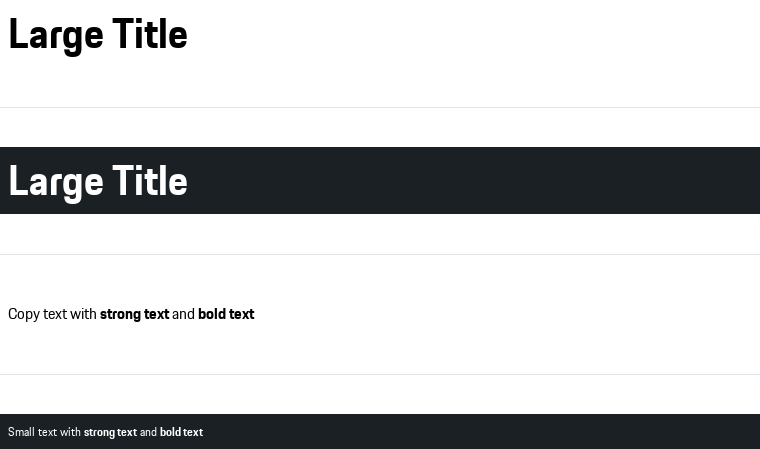 Large Title
Large Title
Copy text with strong text and bold text
Small text with strong text and bold text